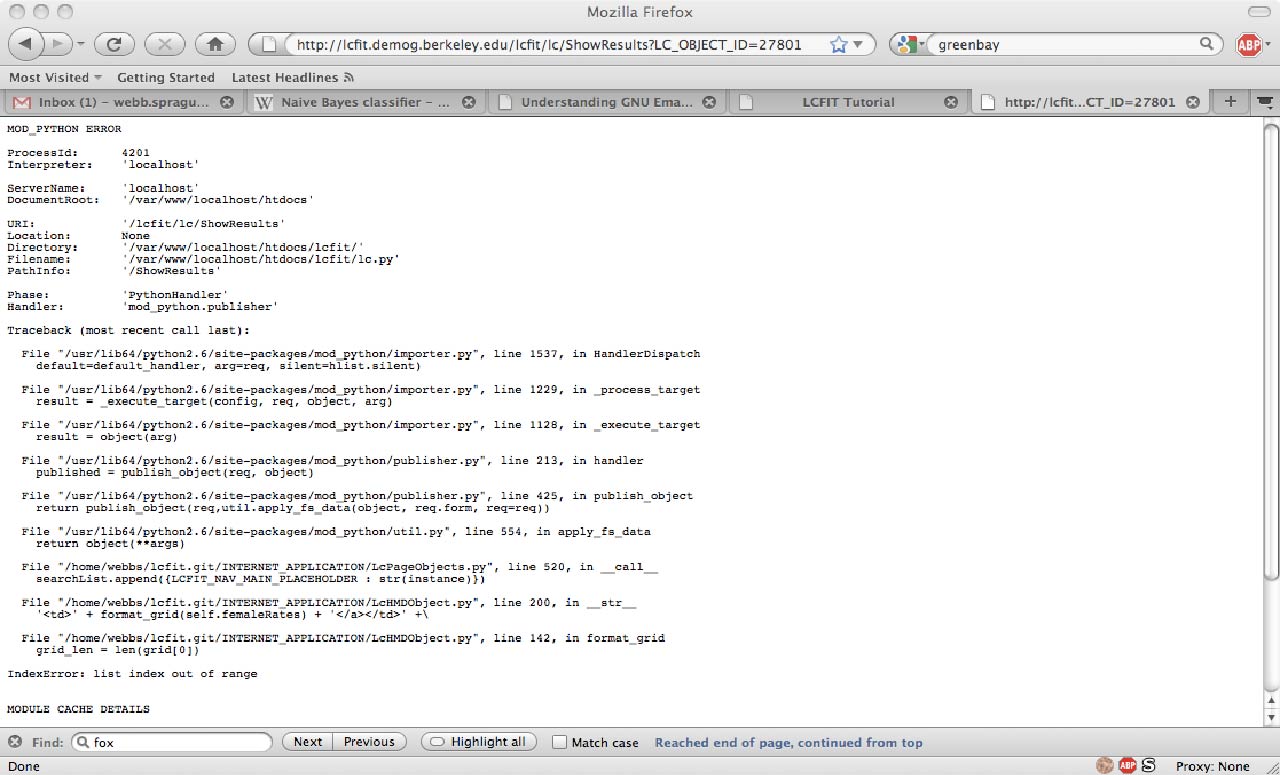 Mozilla Firefox
http://lcfit.demog.berkeley.edu/lcfit/lc/ShowResults?LC_OBJECT_ID=27801
greenbay
ABP
Most Visited
Getting Started
Latest Headlines
Inbox (1) – webb.spragu...
W Naive Bayes classifier – ...
Understanding GNU Ema...
LCFIT Tutorial
http://lcfit...CT_ID=27801
MOD_PYTHON ERROR
ProcessId: 4201
Interpreter: 'localhost'
ServerName: 'localhost'
DocumentRoot: '/var/www/localhost/htdocs'
URI: '/lcfit/lc/ShowResults'
Location: None
Directory: '/var/www/localhost/htdocs/lcfit/'
Filename: '/var/www/localhost/htdocs/lcfit/lc.py'
PathInfo: '/ShowResults'
Phase: 'PythonHandler'
Handler: 'mod_python.publisher'
Traceback (most recent call last):
File "/usr/lib64/python2.6/site-packages/mod_python/importer.py", line 1537, in HandlerDispatch
default=default_handler, arg=req, silent=hlist.silent)
File "/usr/lib64/python2.6/site-packages/mod_python/importer.py", line 1229, in _process_target
result = _execute_target(config, req, object, arg)
File "/usr/lib64/python2.6/site-packages/mod_python/importer.py", line 1128, in _execute_target
result = object(arg)
File "/usr/lib64/python2.6/site-packages/mod_python/publisher.py", line 213, in handler
published = publish_object(req, object)
File "/usr/lib64/python2.6/site-packages/mod_python/publisher.py", line 425, in publish_object
return publish_object(req,util.apply_fs_data(object, req.form, req=req))
File "/usr/lib64/python2.6/site-packages/mod_python/util.py", line 554, in apply_fs_data
return object(**args)
File "/home/webbs/lcfit.git/INTERNET_APPLICATION/LcPageObjects.py", line 520, in __call__
searchList.append({LCFIT_NAV_MAIN_PLACEHOLDER : str(instance)})
File "/home/webbs/lcfit.git/INTERNET_APPLICATION/LcHMDObject.py", line 200, in __str__
'<td>' + format_grid(self.femaleRates) + '</a></td>' +\
File "/home/webbs/lcfit.git/INTERNET_APPLICATION/LcHMDObject.py", line 142, in format_grid
grid_len = len(grid[0])
IndexError: list index out of range
MODULE CACHE DETAILS
Find: fox Next Previous Highlight all Match case Reached end of page, continued from top
Done ABP S Proxy: None